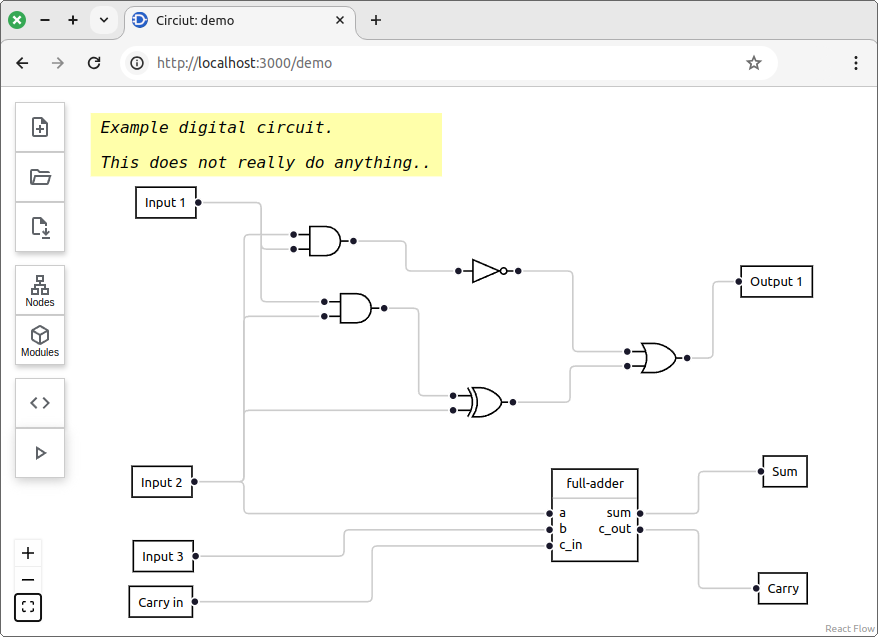 Circiut: demo
http://localhost:3000/demo
Example digital circuit.
This does not really do anything..
Input 1
Output 1
Nodes
Modules
Input 2
full-adder
Sum
a sum
b c_out
c_in
Input 3
Carry in
Carry
React Flow